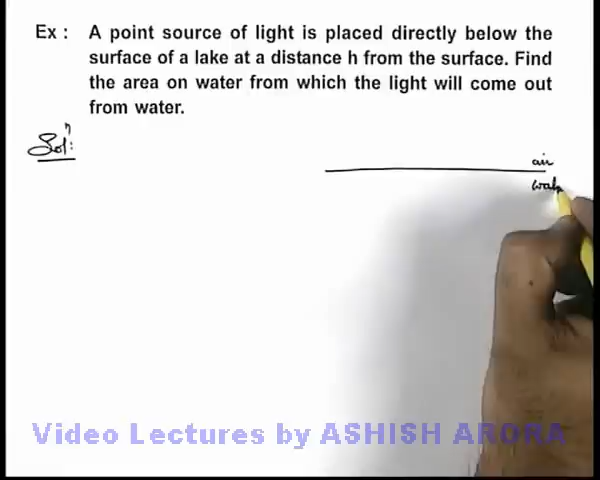 Ex : A point source of light is placed directly below the
surface of a lake at a distance h from the surface. Find
the area on water from which the light will come out
from water.
Solⁿ:
air
wat
Video Lectures by ASHISH ARORA